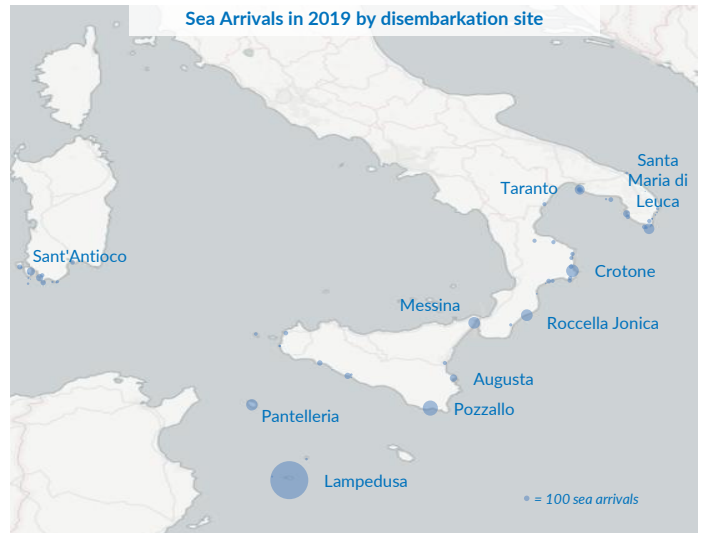 Sea Arrivals in 2019 by disembarkation site
Santa
Maria di
Leuca
Taranto
Sant'Antioco
Crotone
Messina
Roccella Jonica
Augusta
Pozzallo
Pantelleria
Lampedusa
= 100 sea arrivals